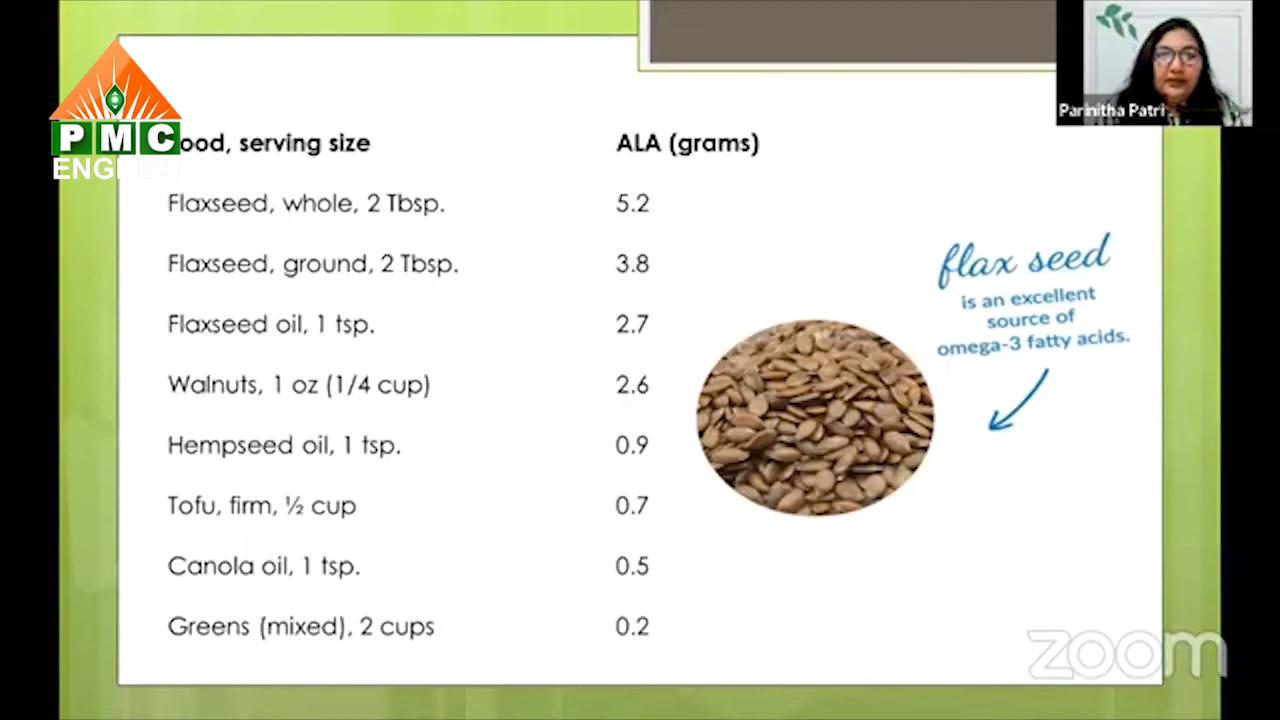 PMC
ENGLISH
ood, serving size ALA (grams)
Flaxseed, whole, 2 Tbsp. 5.2
Flaxseed, ground, 2 Tbsp. 3.8
Flaxseed oil, 1 tsp. 2.7
Walnuts, 1 oz (1/4 cup) 2.6
Hempseed oil, 1 tsp. 0.9
Tofu, firm, ½ cup 0.7
Canola oil, 1 tsp. 0.5
Greens (mixed), 2 cups 0.2
flax seed
is an excellent
source of
omega-3 fatty acids.
Parinitha Patri
zoom